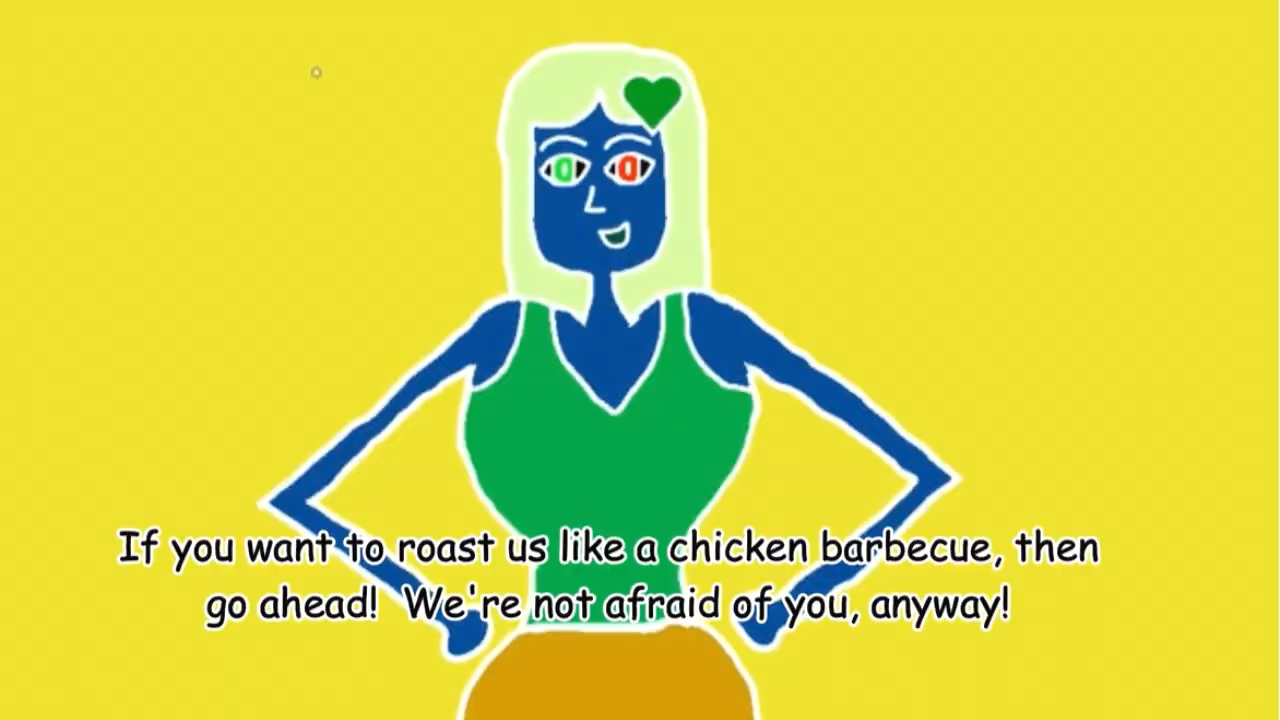 If you want to roast us like a chicken barbecue, then
go ahead!  We're not afraid of you, anyway!